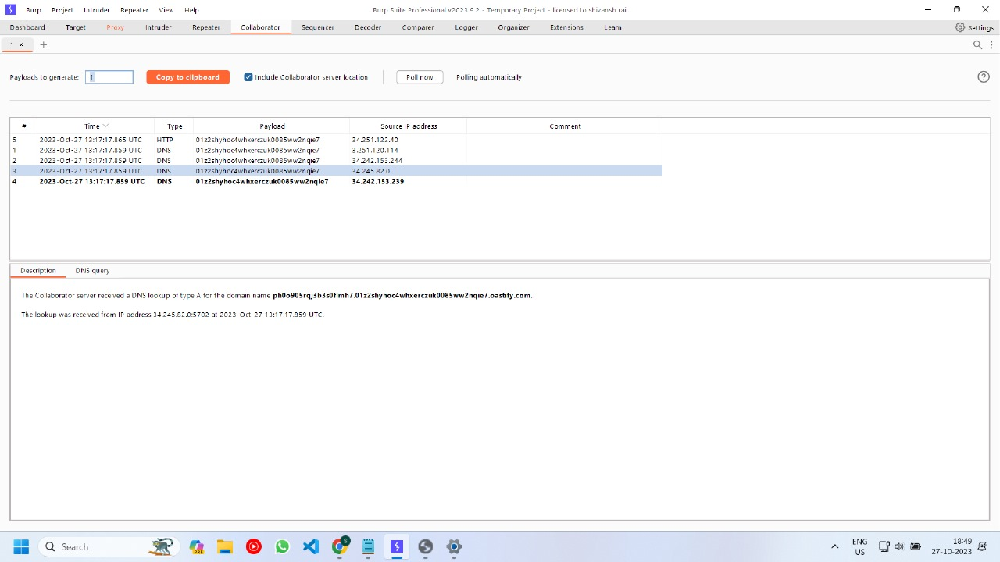 Burp Project Intruder Repeater View Help Burp Suite Professional v2023.9.2 - Temporary Project - licensed to shivansh rai
Dashboard Target Proxy Intruder Repeater Collaborator Sequencer Decoder Comparer Logger Organizer Extensions Learn Settings
1 × +
Payloads to generate: 1 Copy to clipboard Include Collaborator server location Poll now Polling automatically
# Time Type Payload Source IP address Comment
5 2023-Oct-27 13:17:17.865 UTC HTTP 01z2shyhoc4whxerczuk0085ww2nqie7 34.251.122.40
1 2023-Oct-27 13:17:17.859 UTC DNS 01z2shyhoc4whxerczuk0085ww2nqie7 3.251.120.114
2 2023-Oct-27 13:17:17.859 UTC DNS 01z2shyhoc4whxerczuk0085ww2nqie7 34.242.153.244
3 2023-Oct-27 13:17:17.859 UTC DNS 01z2shyhoc4whxerczuk0085ww2nqie7 34.245.82.0
4 2023-Oct-27 13:17:17.859 UTC DNS 01z2shyhoc4whxerczuk0085ww2nqie7 34.242.153.239
Description DNS query
The Collaborator server received a DNS lookup of type A for the domain name ph0o905rqj3b3s0flmh7.01z2shyhoc4whxerczuk0085ww2nqie7.oastify.com.
The lookup was received from IP address 34.245.82.0:5702 at 2023-Oct-27 13:17:17.859 UTC.
Search PRE S ENG 18:49
US 27-10-2023